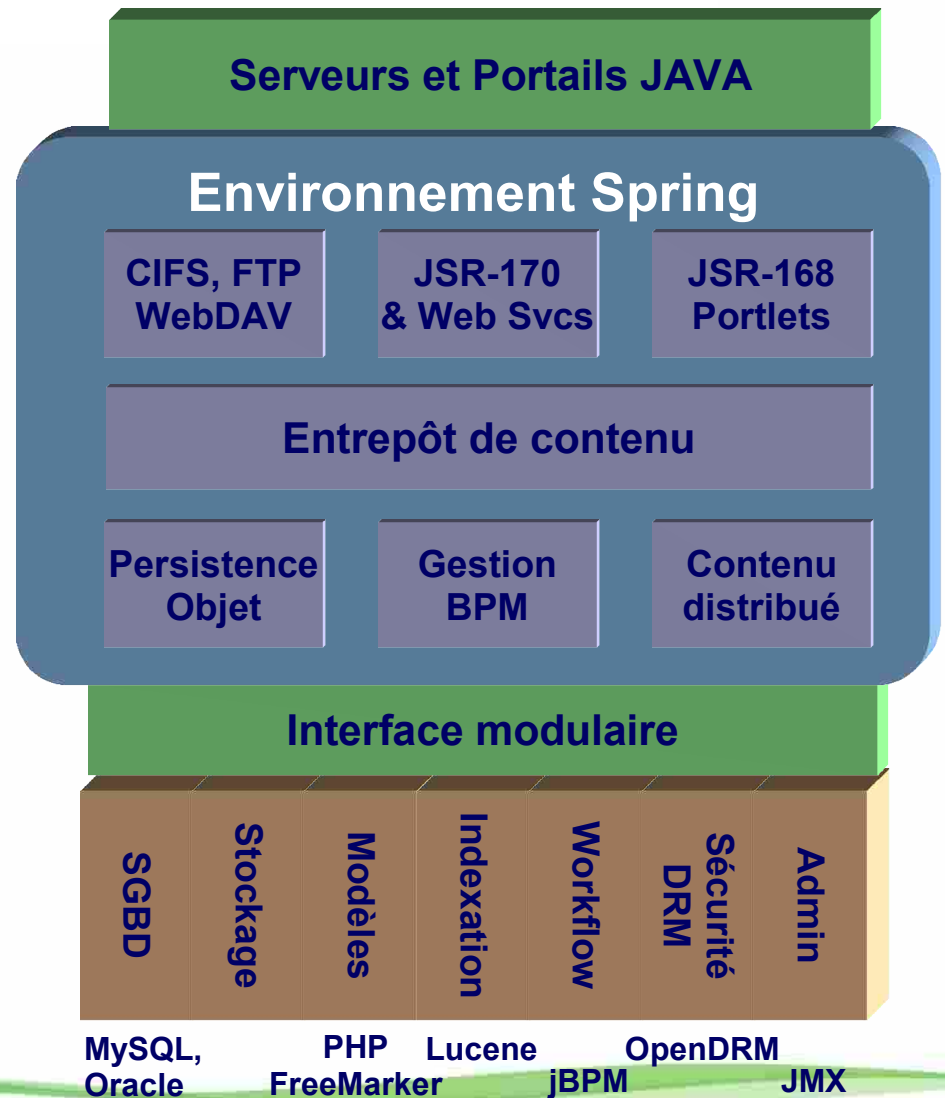 Serveurs et Portails JAVA
Environnement Spring
CIFS, FTP
WebDAV
JSR-170
& Web Svcs
JSR-168
Portlets
Entrepôt de contenu
Persistence
Objet
Gestion
BPM
Contenu
distribué
Interface modulaire
SGBD
Stockage
Modèles
Indexation
Workflow
Sécurité
DRM
Admin
MySQL,
Oracle
PHP
FreeMarker
Lucene
jBPM
OpenDRM
JMX